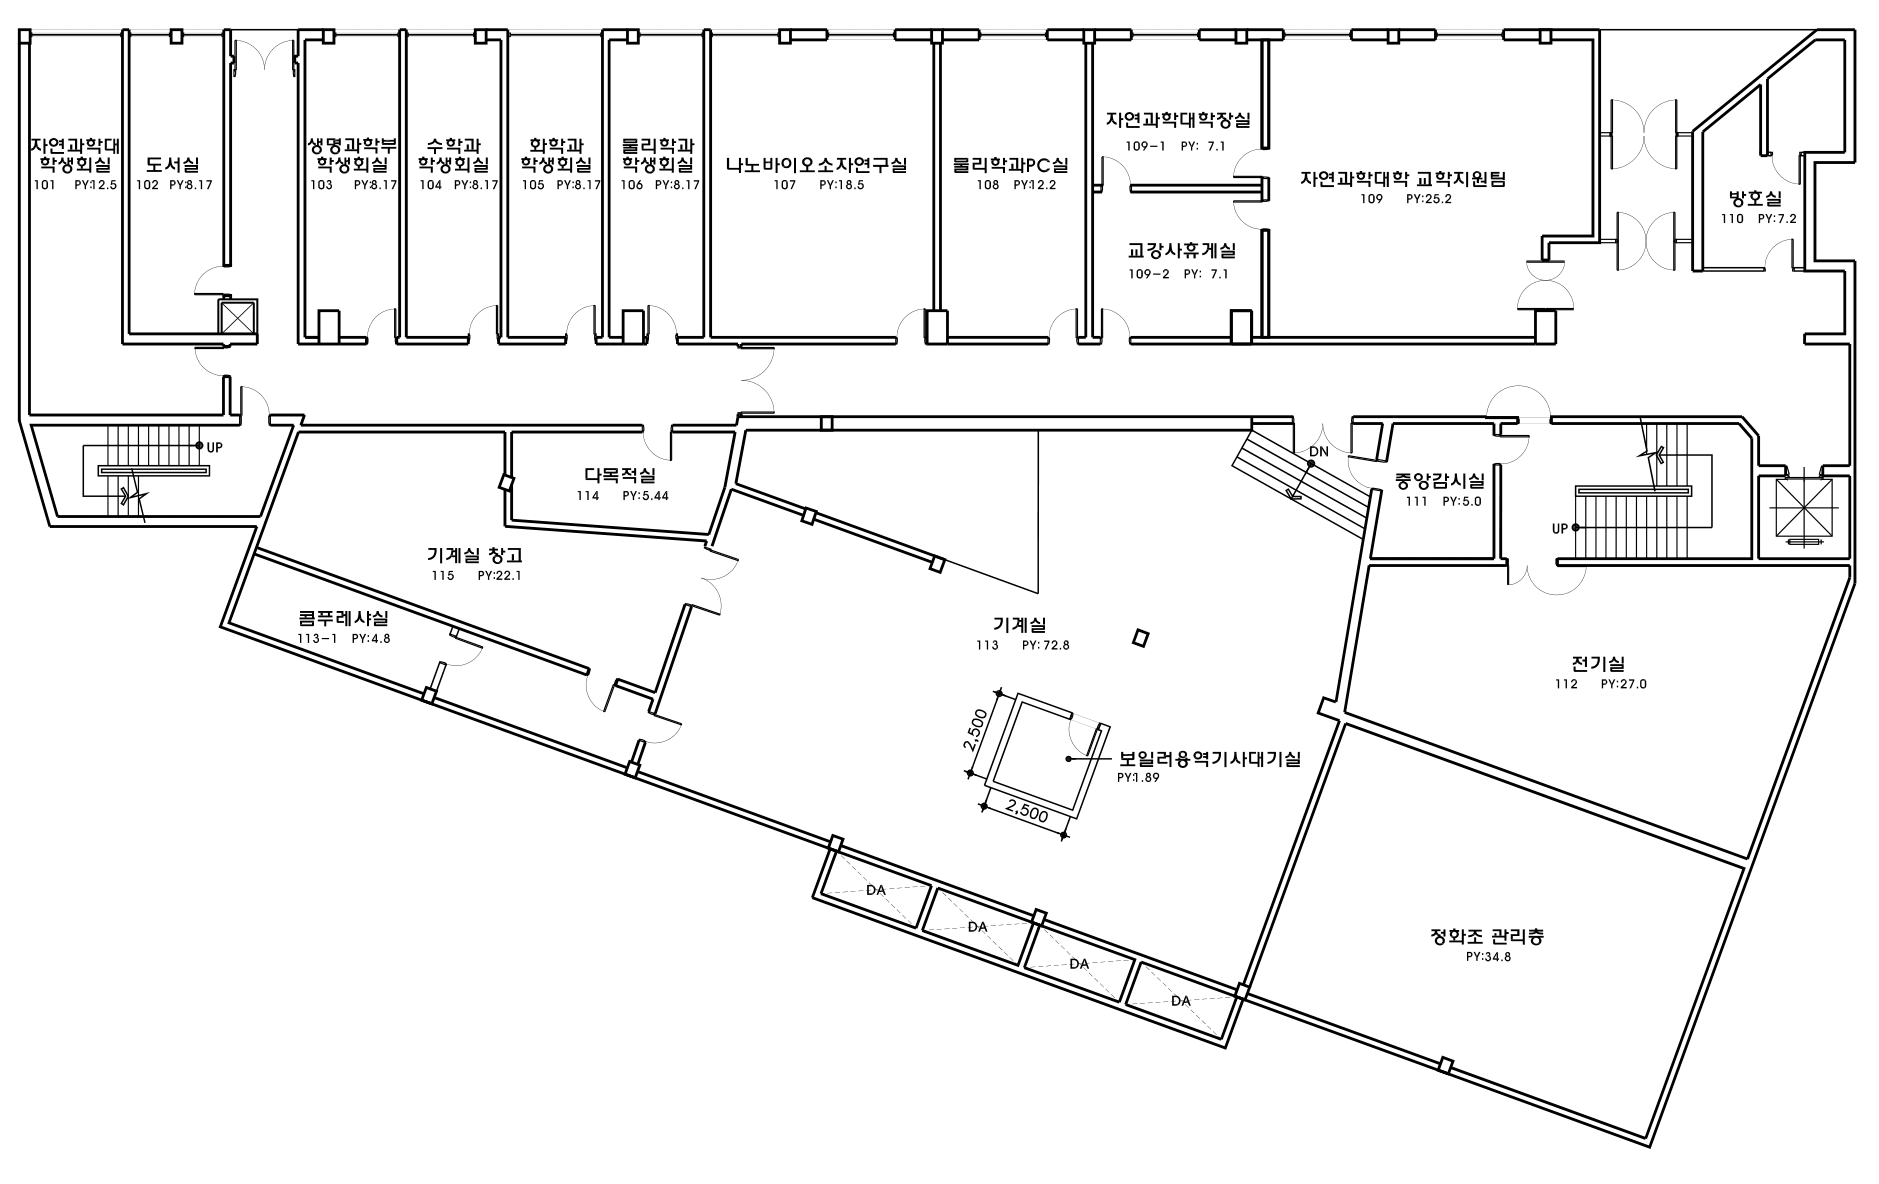 자연과학대
학생회실
101 PY:12.5
도서실
102 PY:8.17
생명과학부
학생회실
103 PY:8.17
수학과
학생회실
104 PY:8.17
화학과
학생회실
105 PY:8.17
물리학과
학생회실
106 PY:8.17
나노바이오소자연구실
107 PY:18.5
물리학과PC실
108 PY:12.2
자연과학대학장실
109-1 PY: 7.1
교강사휴게실
109-2 PY: 7.1
자연과학대학 교학지원팀
109 PY:25.2
방호실
110 PY:7.2
UP
다목적실
114 PY:5.44
DN
중앙감시실
111 PY:5.0
UP
기계실 창고
115 PY:22.1
콤푸레샤실
113-1 PY:4.8
기계실
113 PY:72.8
전기실
112 PY:27.0
2,500
2,500
보일러용역기사대기실
PY:1.89
DA
DA
DA
DA
정화조 관리층
PY:34.8